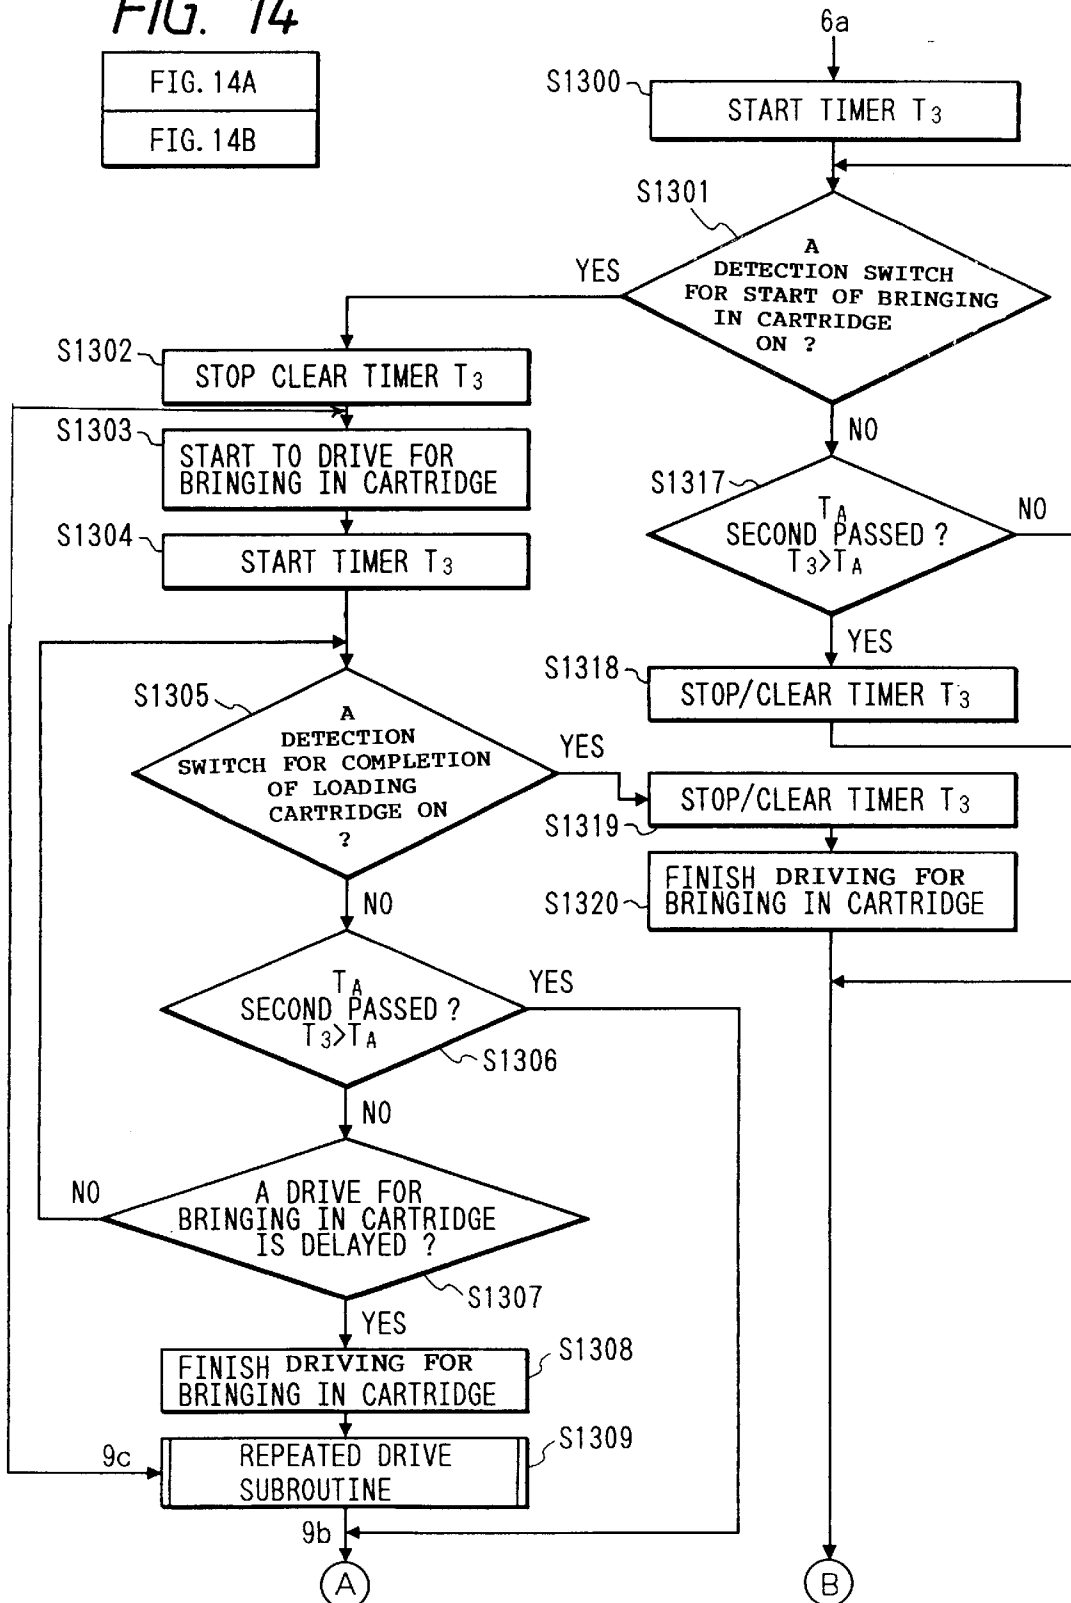 FIG. 14
FIG. 14A
FIG. 14B
6a
S1300
START TIMER T3
S1301
A
DETECTION SWITCH
FOR START OF BRINGING
IN CARTRIDGE
ON ?
YES
NO
S1302
STOP CLEAR TIMER T3
S1303
START TO DRIVE FOR
BRINGING IN CARTRIDGE
S1304
START TIMER T3
S1317
TA
SECOND PASSED ?
T3>TA
NO
YES
S1318
STOP/CLEAR TIMER T3
S1305
A
DETECTION
SWITCH FOR COMPLETION
OF LOADING
CARTRIDGE ON
?
YES
NO
STOP/CLEAR TIMER T3
S1319
FINISH DRIVING FOR
BRINGING IN CARTRIDGE
S1320
TA
SECOND PASSED ?
T3>TA
YES
S1306
NO
A DRIVE FOR
BRINGING IN CARTRIDGE
IS DELAYED ?
NO
S1307
YES
FINISH DRIVING FOR
BRINGING IN CARTRIDGE
S1308
9c
REPEATED DRIVE
SUBROUTINE
S1309
9b
A
B